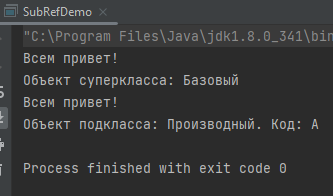 SubRefDemo
"C:\Program Files\Java\jdk1.8.0_341\bin
Всем привет!
Объект суперкласса: Базовый
Всем привет!
Объект подкласса: Производный. Код: A
Process finished with exit code 0